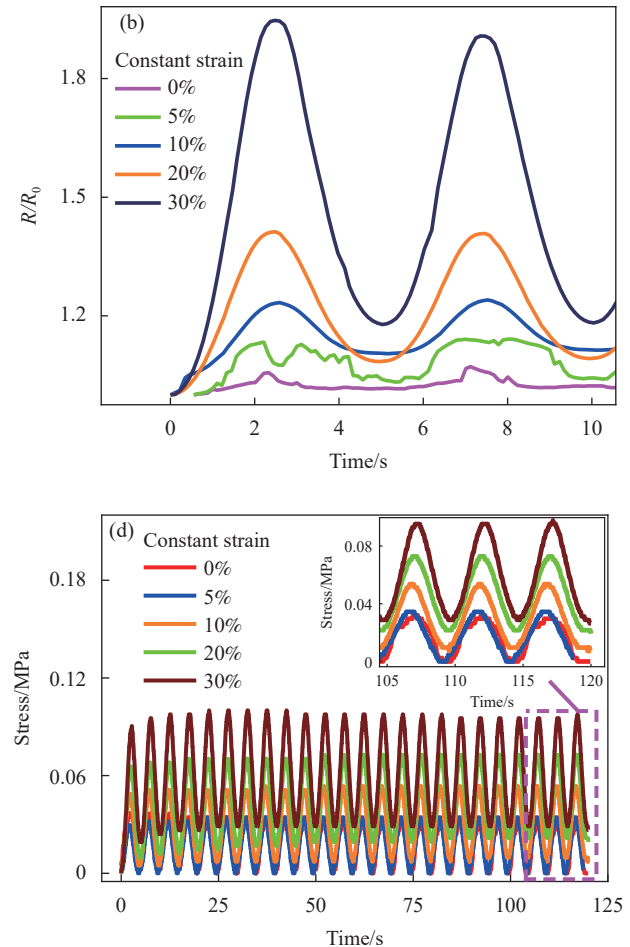 (b)
Constant strain
0%
5%
10%
20%
30%
R/R0
1.8
1.5
1.2
0 2 4 6 8 10
Time/s
(d)
Constant strain
0%
5%
10%
20%
30%
Stress/MPa
0.18
0.12
0.06
0
0 25 50 75 100 125
Time/s
Stress/MPa
0.08
0.04
0
105 110 115 120
Time/s